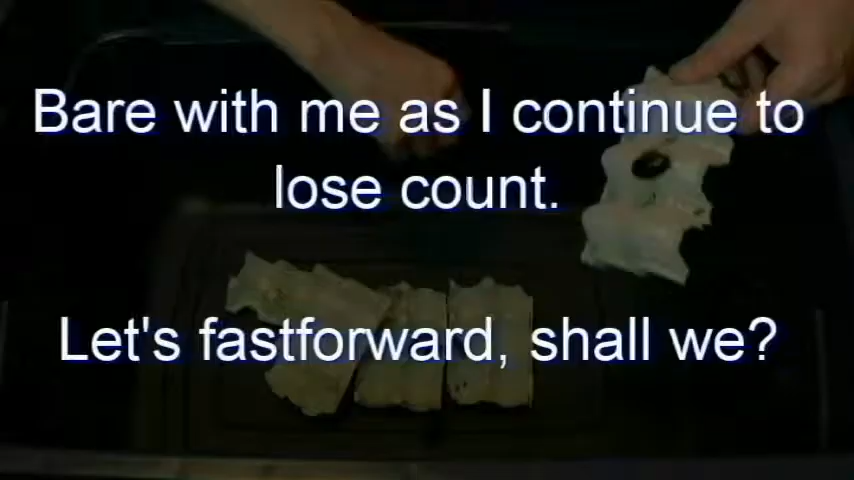 Bare with me as I continue to
lose count.
Let's fastforward, shall we?